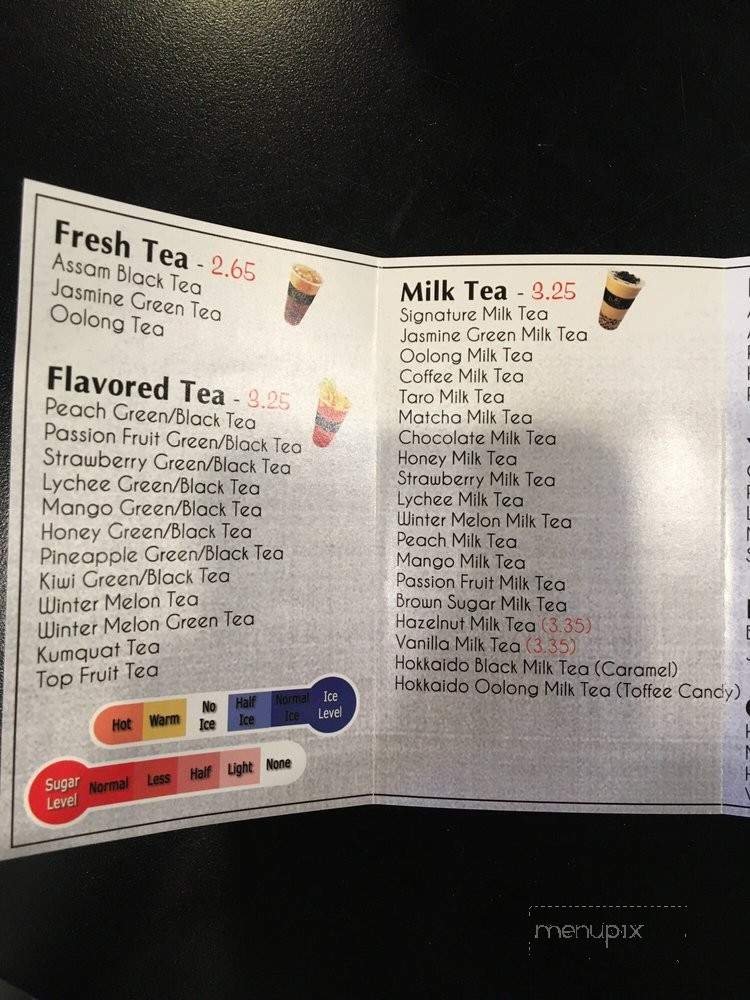 Fresh Tea - 2.65
Assam Black Tea
Jasmine Green Tea
Oolong Tea
Flavored Tea - 3.25
Peach Green/Black Tea
Passion Fruit Green/Black Tea
Strawberry Green/Black Tea
Lychee Green/Black Tea
Mango Green/Black Tea
Honey Green/Black Tea
Pineapple Green/Black Tea
Kiwi Green/Black Tea
Winter Melon Tea
Winter Melon Green Tea
Kumquat Tea
Top Fruit Tea
Hot Warm No Ice Half Ice Normal Ice Ice Level
Sugar Level Normal Less Half Light None
Milk Tea - 3.25
Signature Milk Tea
Jasmine Green Milk Tea
Oolong Milk Tea
Coffee Milk Tea
Taro Milk Tea
Matcha Milk Tea
Chocolate Milk Tea
Honey Milk Tea
Strawberry Milk Tea
Lychee Milk Tea
Winter Melon Milk Tea
Peach Milk Tea
Mango Milk Tea
Passion Fruit Milk Tea
Brown Sugar Milk Tea
Hazelnut Milk Tea (3.35)
Vanilla Milk Tea (3.35)
Hokkaido Black Milk Tea (Caramel)
Hokkaido Oolong Milk Tea (Toffee Candy)
menupix